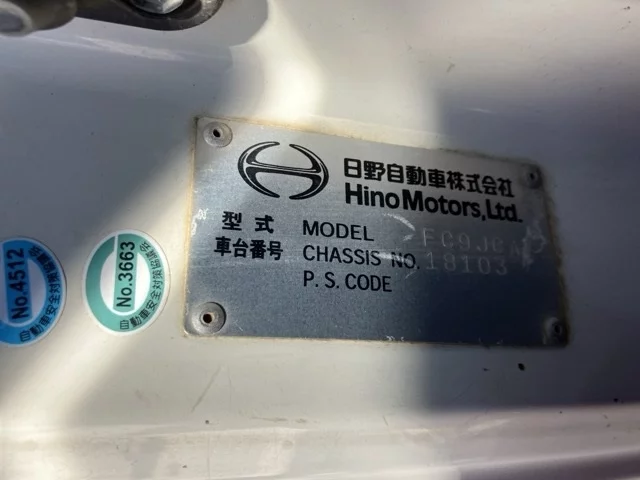 日野自動車株式会社
Hino Motors, Ltd.
型式 MODEL FC9JCA
車台番号 CHASSIS NO. 18103
P.S. CODE
No.3663
No.4512